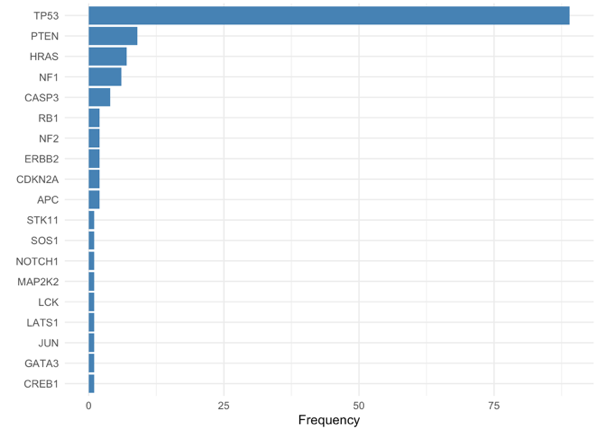 TP53
PTEN
HRAS
NF1
CASP3
RB1
NF2
ERBB2
CDKN2A
APC
STK11
SOS1
NOTCH1
MAP2K2
LCK
LATS1
JUN
GATA3
CREB1
0 25 50 75
Frequency